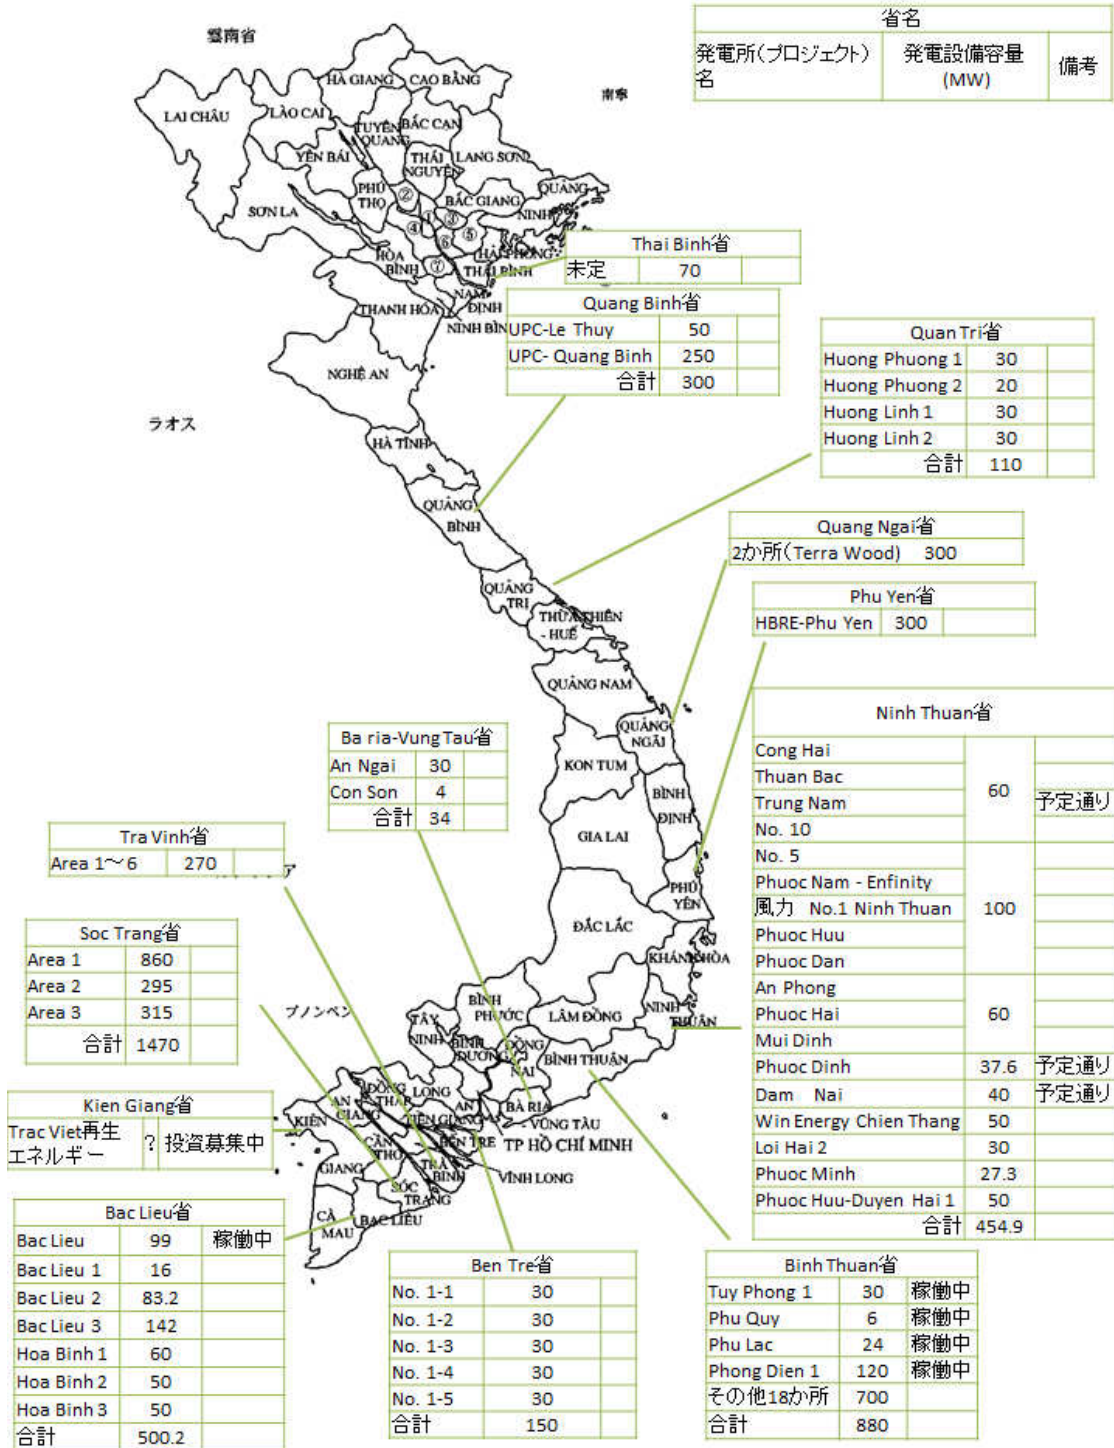 省名
発電所(プロジェクト)名 発電設備容量(MW) 備考
雲南省
南寧
HÀ GIANG
CAO BẰNG
LAI CHÂU
LÀO CAI
TUYÊN QUANG
BẮC CẠN
YÊN BÁI
THÁI NGUYÊN
LANG SƠN
PHÚ THỌ
②
BẮC GIANG
QUẢNG NINH
SƠN LA
①
③
④
⑤
⑥
HÒA BÌNH
⑦
HẢI PHÒNG
THÁI BÌNH
NAM ĐỊNH
THANH HÓA
NINH BÌN
Thai Binh省
未定 70
Quang Binh省
UPC-Le Thuy 50
UPC- Quang Binh 250
合計 300
Quan Tri省
Huong Phuong 1 30
Huong Phuong 2 20
Huong Linh 1 30
Huong Linh 2 30
合計 110
NGHỆ AN
ラオス
HÀ TĨNH
QUẢNG BÌNH
Quang Ngai省
2か所(Terra Wood) 300
QUẢNG TRỊ
THỪA THIÊN - HUẾ
Phu Yen省
HBRE-Phu Yen 300
QUẢNG NAM
QUẢNG NGÃI
KON TUM
BÌNH ĐỊNH
GIA LAI
PHÚ YÊN
ĐẮC LẮC
KHÁNH HÒA
Ninh Thuan省
Cong Hai
Thuan Bac
Trung Nam 60 予定通り
No. 10
No. 5
Phuoc Nam - Enfinity
風力 No.1 Ninh Thuan 100
Phuoc Huu
Phuoc Dan
An Phong
Phuoc Hai 60
Mui Dinh
Phuoc Dinh 37.6 予定通り
Dam Nai 40 予定通り
Win Energy Chien Thang 50
Loi Hai 2 30
Phuoc Minh 27.3
Phuoc Huu-Duyen Hai 1 50
合計 454.9
Ba ria-Vung Tau省
An Ngai 30
Con Son 4
合計 34
Tra Vinh省
Area 1～6 270
ア
Soc Trang省
Area 1 860
Area 2 295
Area 3 315
合計 1470
プノンペン
BÌNH PHƯỚC
TÂY NINH
BÌNH DƯƠNG
ĐỒNG NAI
LÂM ĐỒNG
NINH THUẬN
BÌNH THUẬN
ĐỒNG THÁP
LONG AN
AN GIANG
TIỀN GIANG
BÀ RỊA - VŨNG TÀU
KIÊN GIANG
CẦN THƠ
BẾN TRE
TP HỒ CHÍ MINH
TRÀ BINH
VĨNH LONG
SÓC TRANG
CÀ MAU
BẠC LIÊU
Kien Giang省
Trac Viet再生エネルギー ? 投資募集中
Bac Lieu省
Bac Lieu 99 稼働中
Bac Lieu 1 16
Bac Lieu 2 83.2
Bac Lieu 3 142
Hoa Binh 1 60
Hoa Binh 2 50
Hoa Binh 3 50
合計 500.2
Ben Tre省
No. 1-1 30
No. 1-2 30
No. 1-3 30
No. 1-4 30
No. 1-5 30
合計 150
Binh Thuan省
Tuy Phong 1 30 稼働中
Phu Quy 6 稼働中
Phu Lac 24 稼働中
Phong Dien 1 120 稼働中
その他18か所 700
合計 880